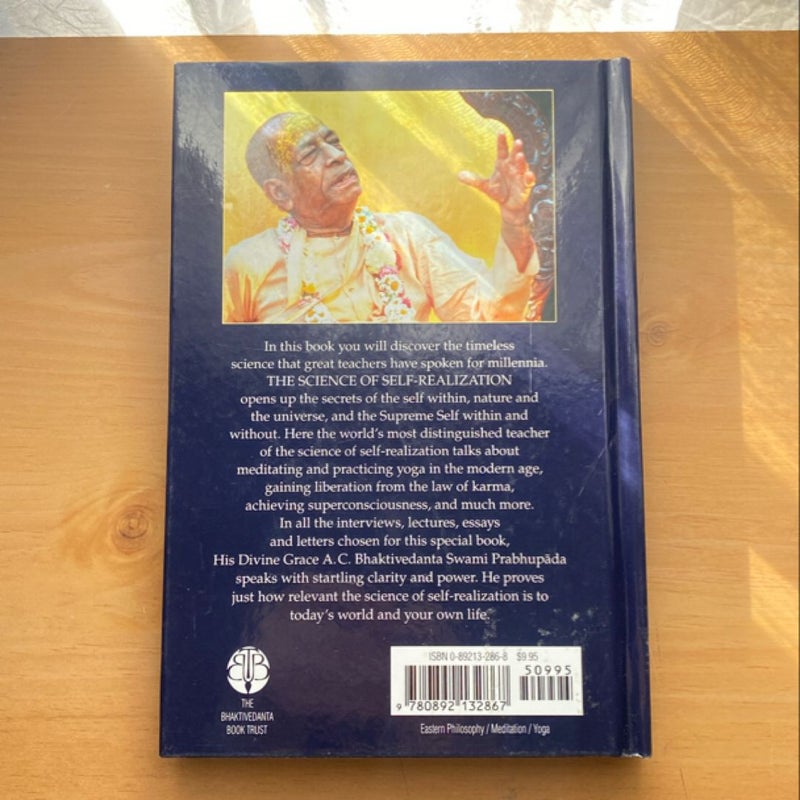 In this book you will discover the timeless
science that great teachers have spoken for millennia.
THE SCIENCE OF SELF-REALIZATION
opens up the secrets of the self within, nature and
the universe, and the Supreme Self within and
without. Here the world's most distinguished teacher
of the science of self-realization talks about
meditating and practicing yoga in the modern age,
gaining liberation from the law of karma,
achieving superconsciousness, and much more.
In all the interviews, lectures, essays
and letters chosen for this special book,
His Divine Grace A.C. Bhaktivedanta Swami Prabhupāda
speaks with startling clarity and power. He proves
just how relevant the science of self-realization is to
today's world and your own life.
BBT
THE
BHAKTIVEDANTA
BOOK TRUST
ISBN 0-89213-286-8 $9.95
50995
9 780892 132867
Eastern Philosophy / Meditation / Yoga